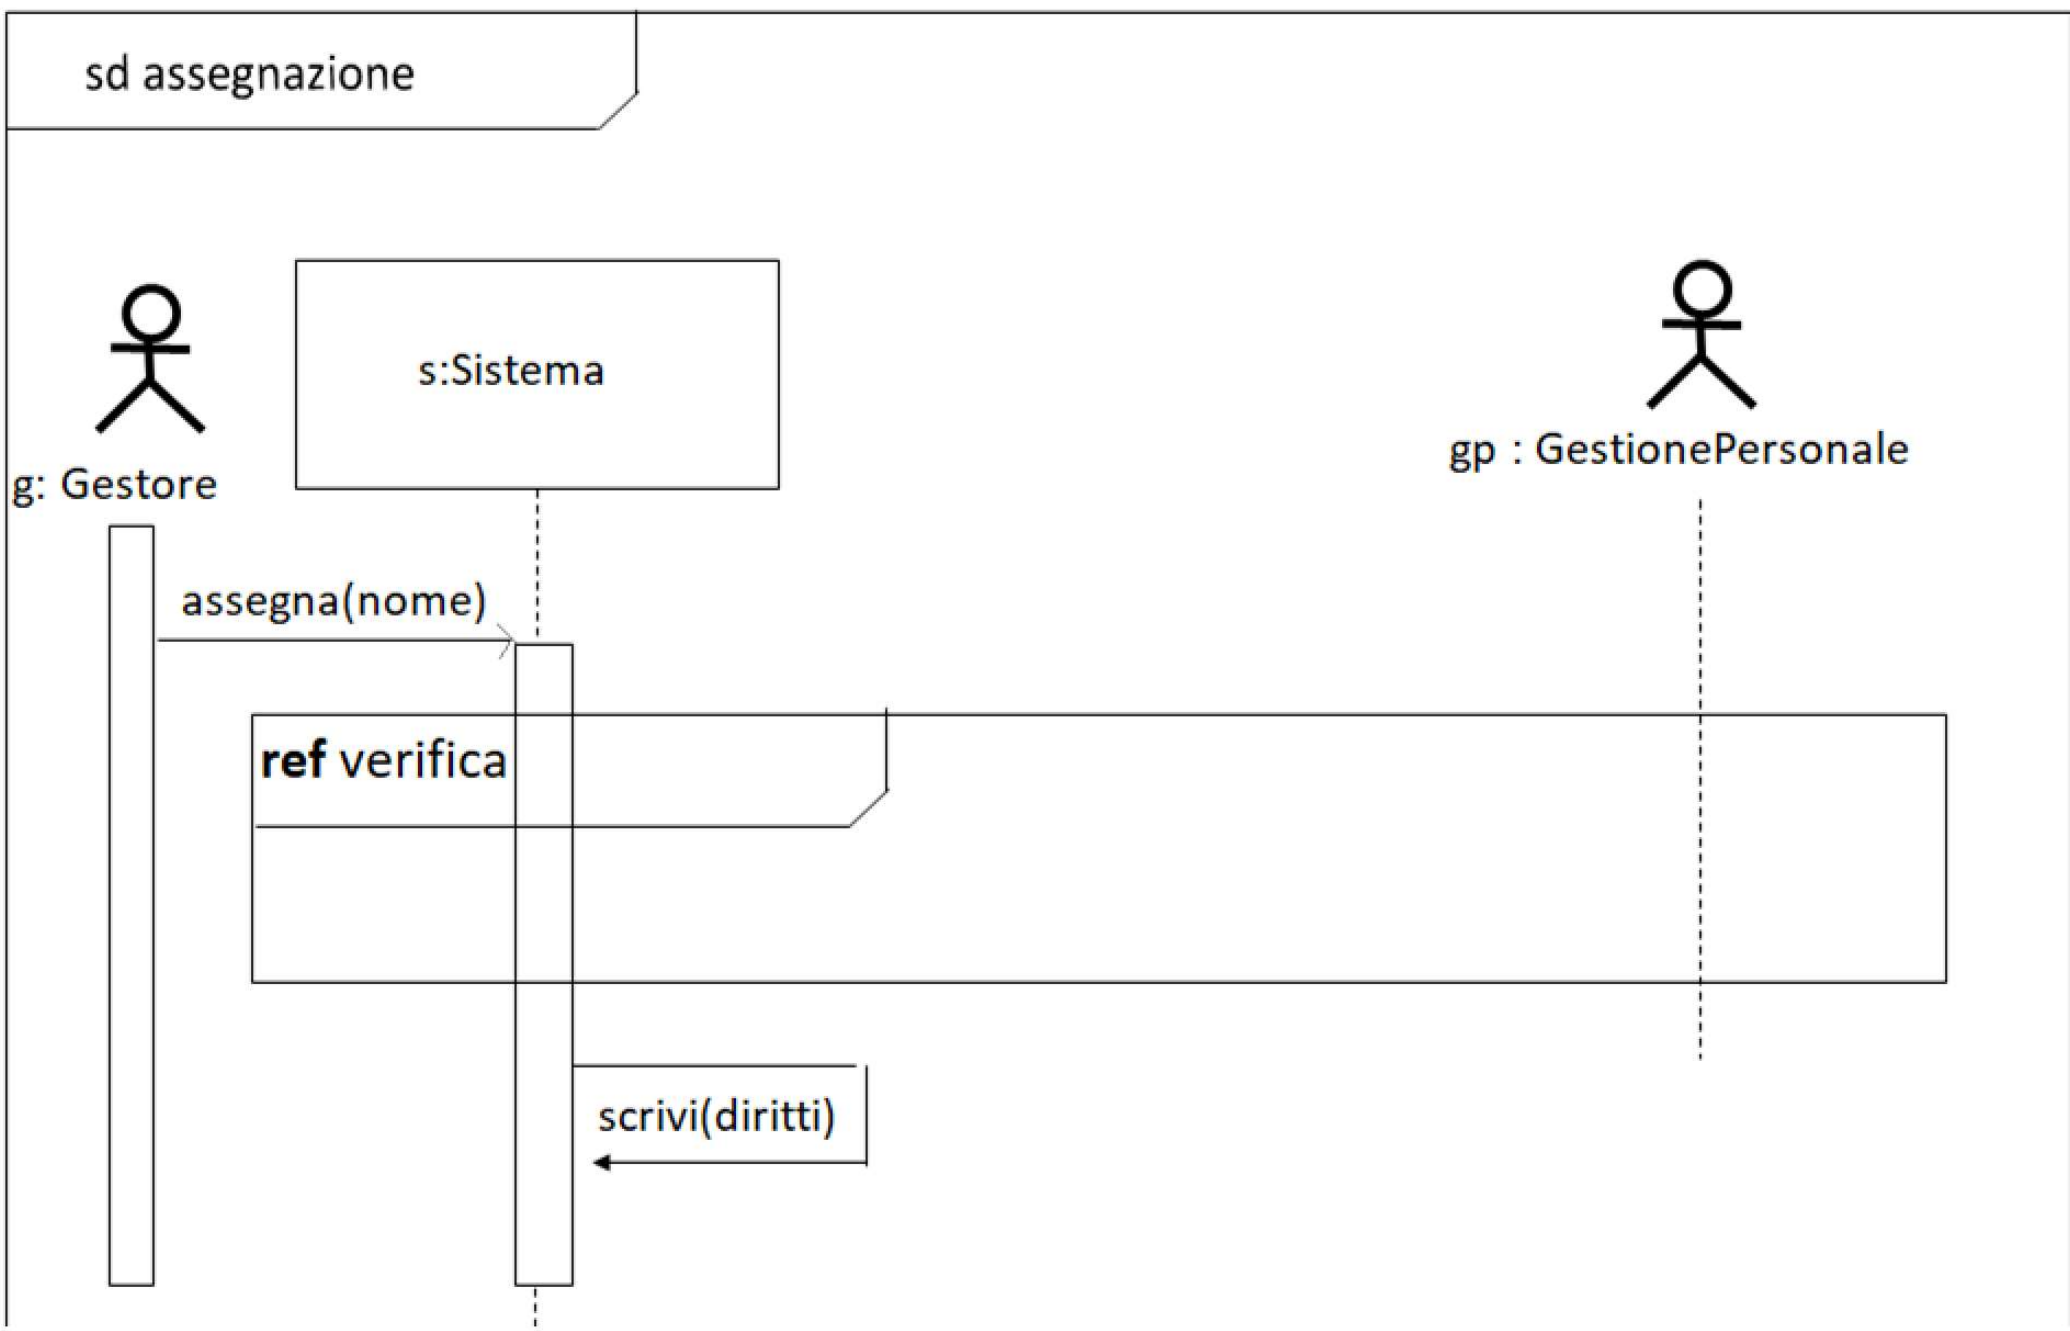 sd assegnazione
s:Sistema
gp : GestionePersonale
g: Gestore
assegna(nome)
ref verifica
scrivi(diritti)